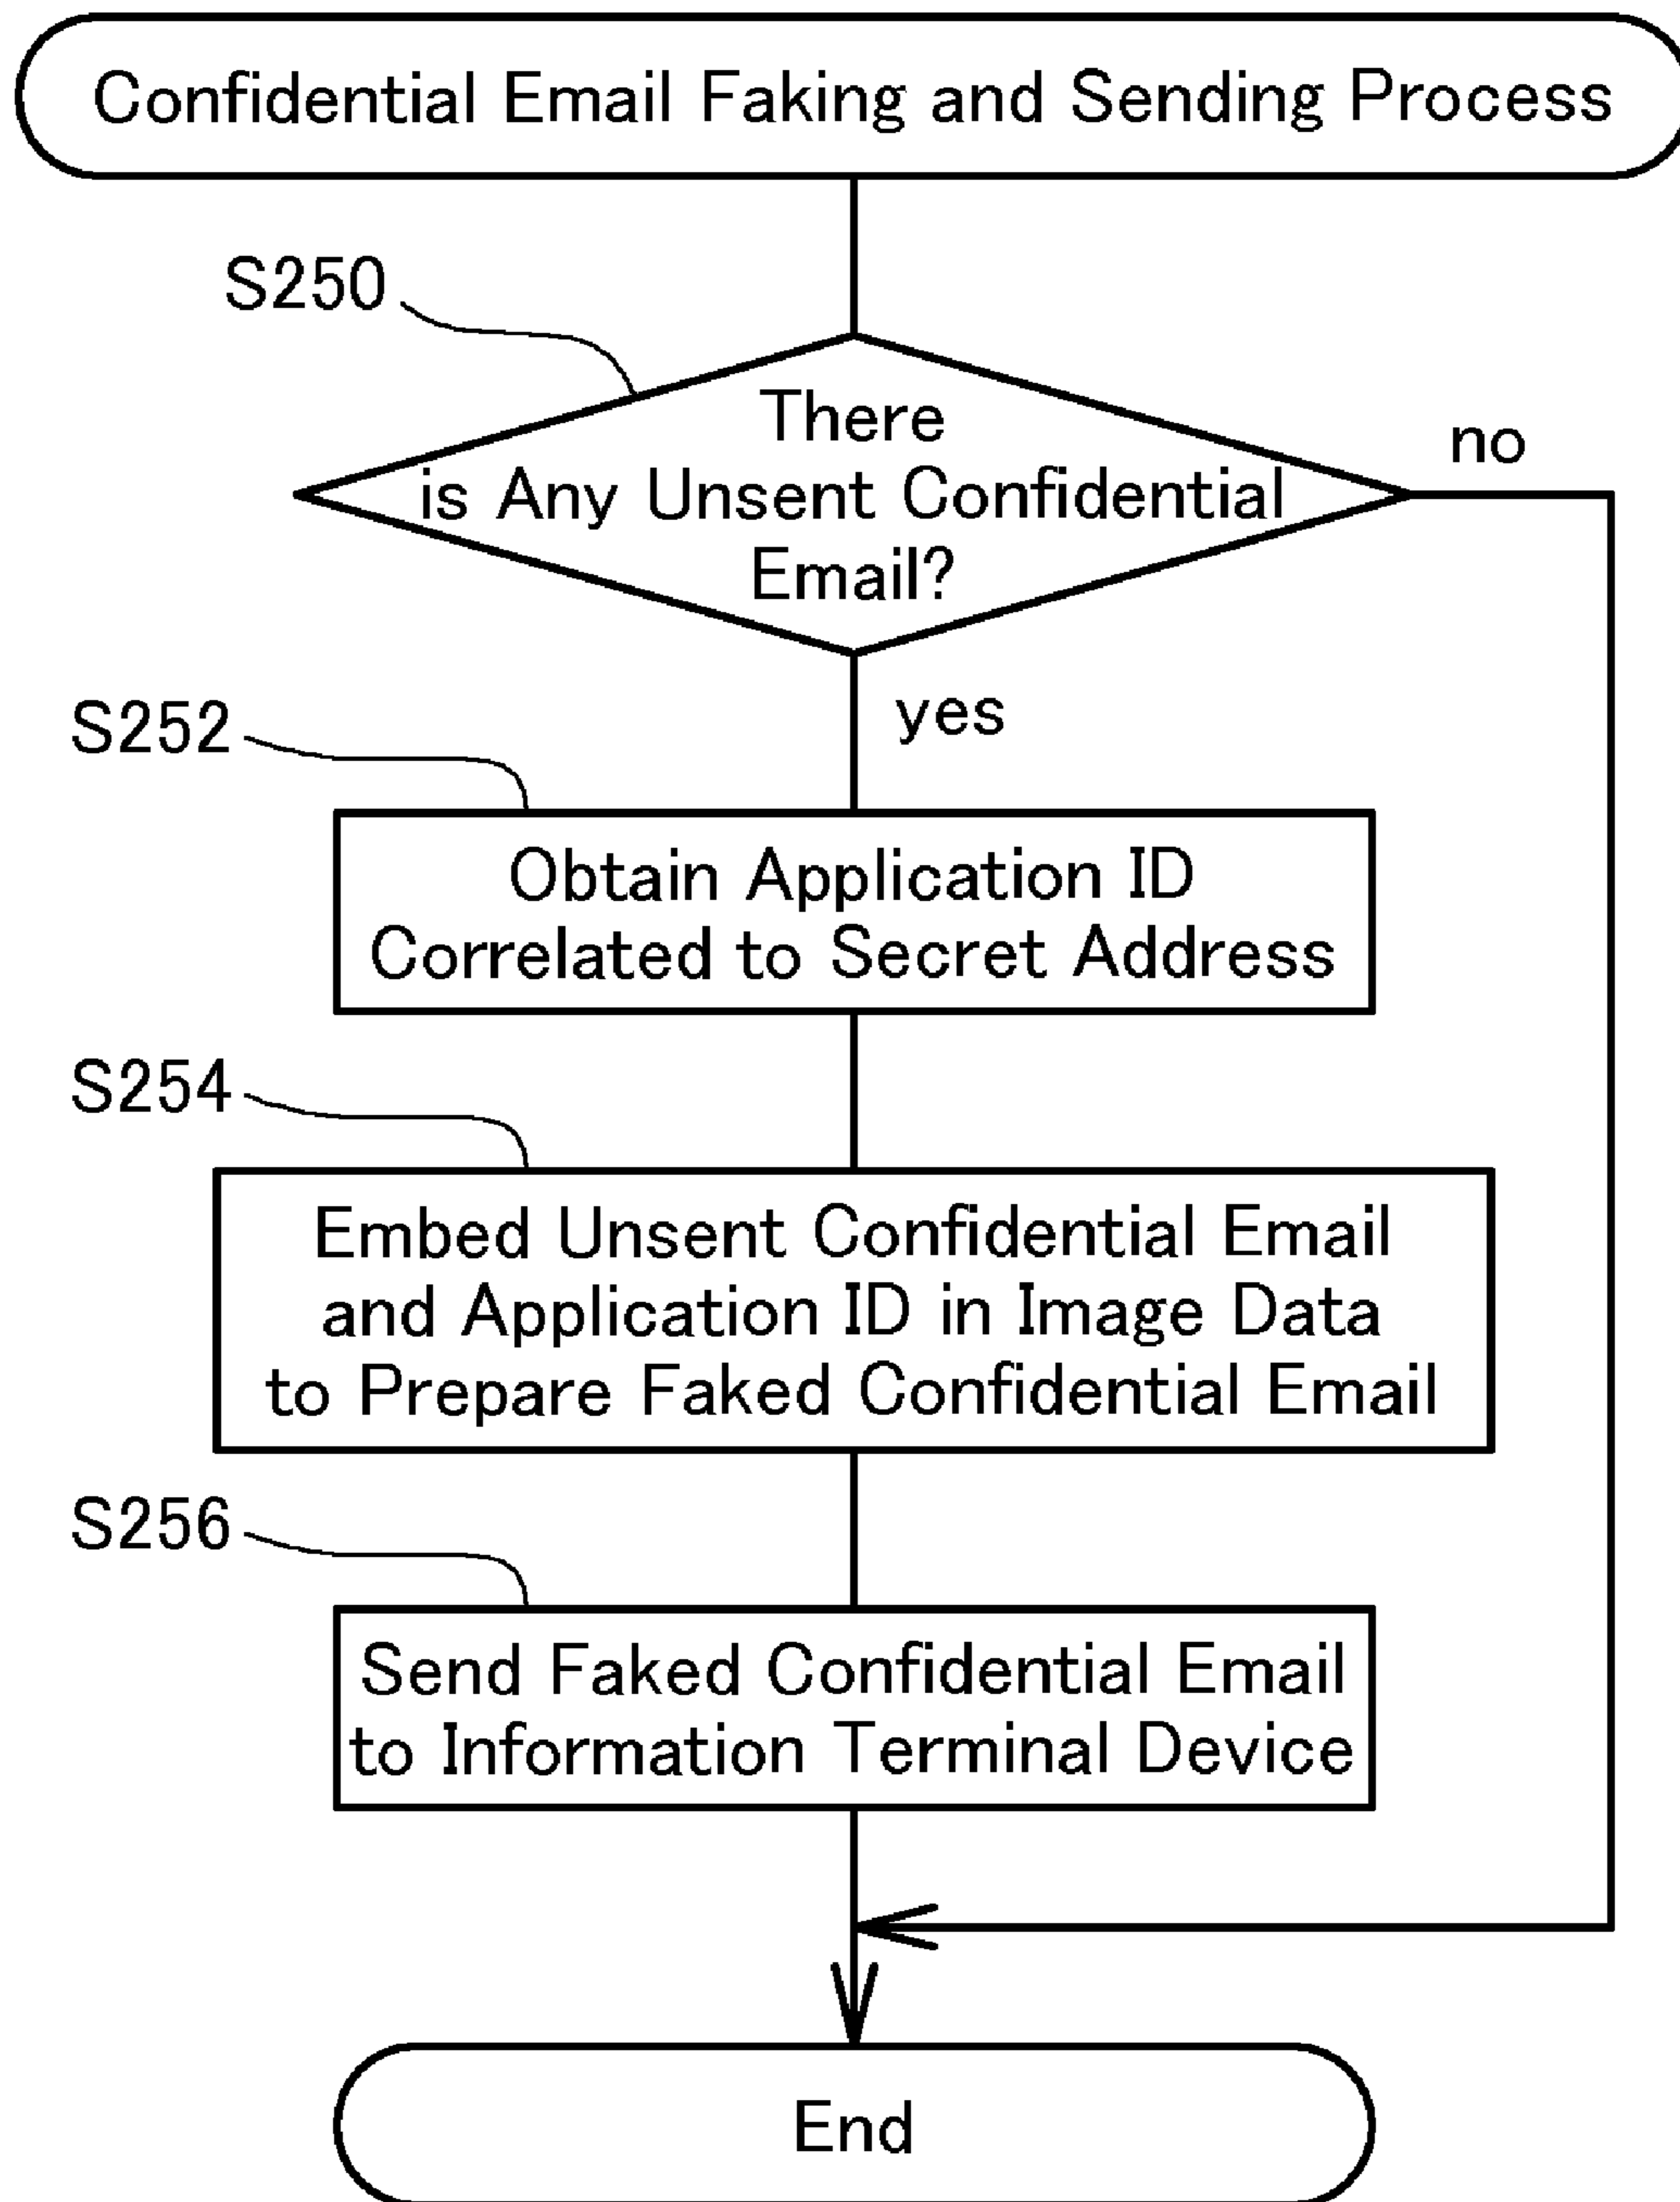 Confidential Email Faking and Sending Process
S250
There
is Any Unsent Confidential
Email?
no
yes
S252
Obtain Application ID
Correlated to Secret Address
S254
Embed Unsent Confidential Email
and Application ID in Image Data
to Prepare Faked Confidential Email
S256
Send Faked Confidential Email
to Information Terminal Device
End